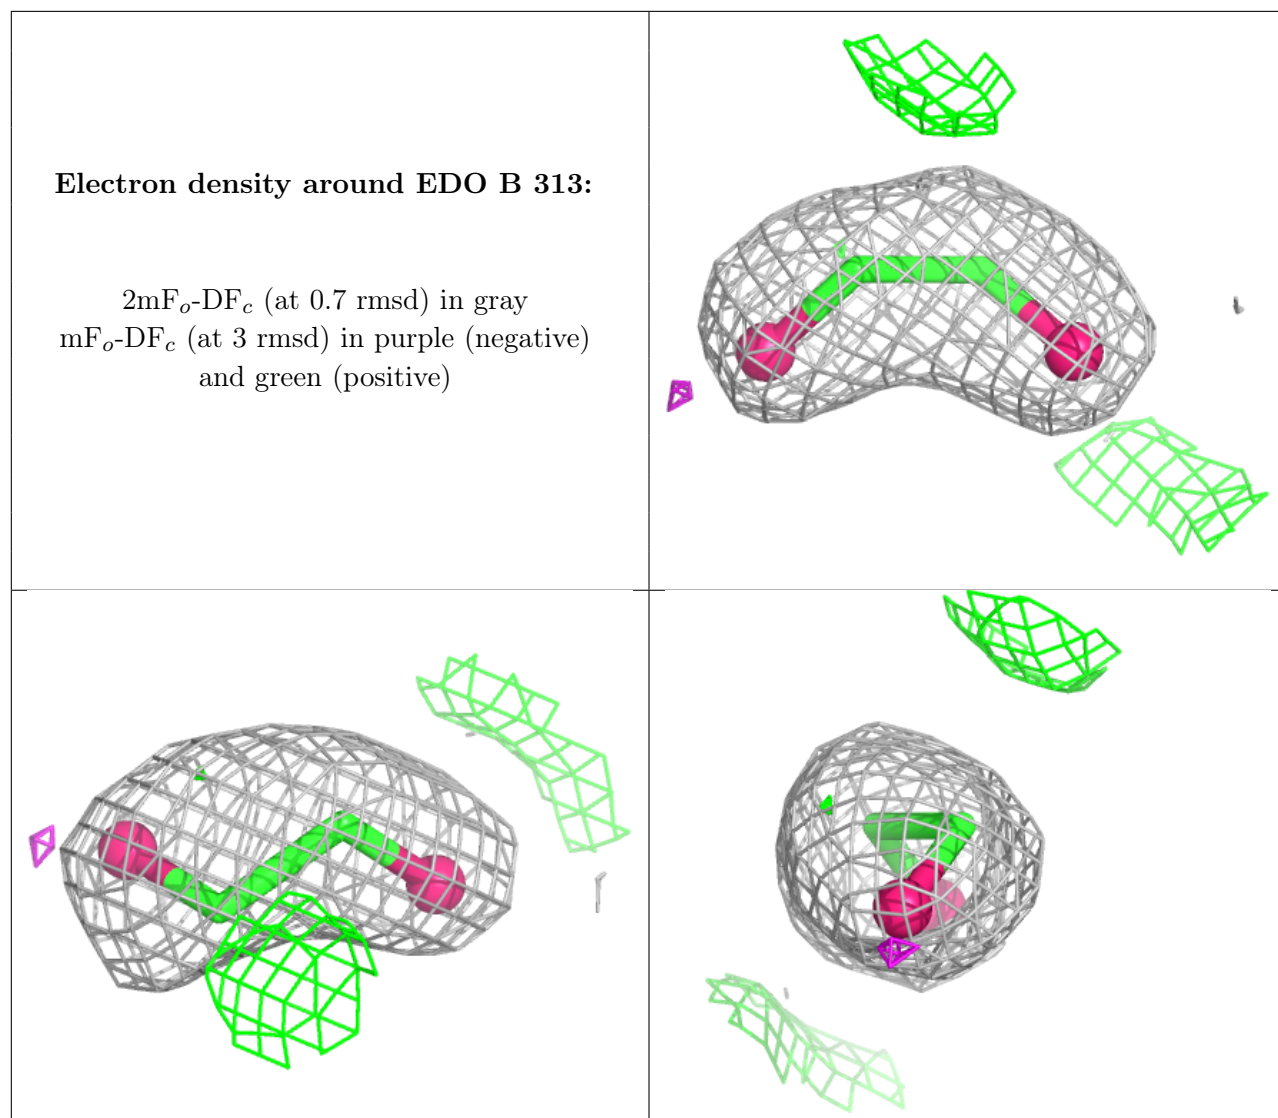 Electron density around EDO B 313:
2mFo-DFc (at 0.7 rmsd) in gray
mFo-DFc (at 3 rmsd) in purple (negative)
and green (positive)